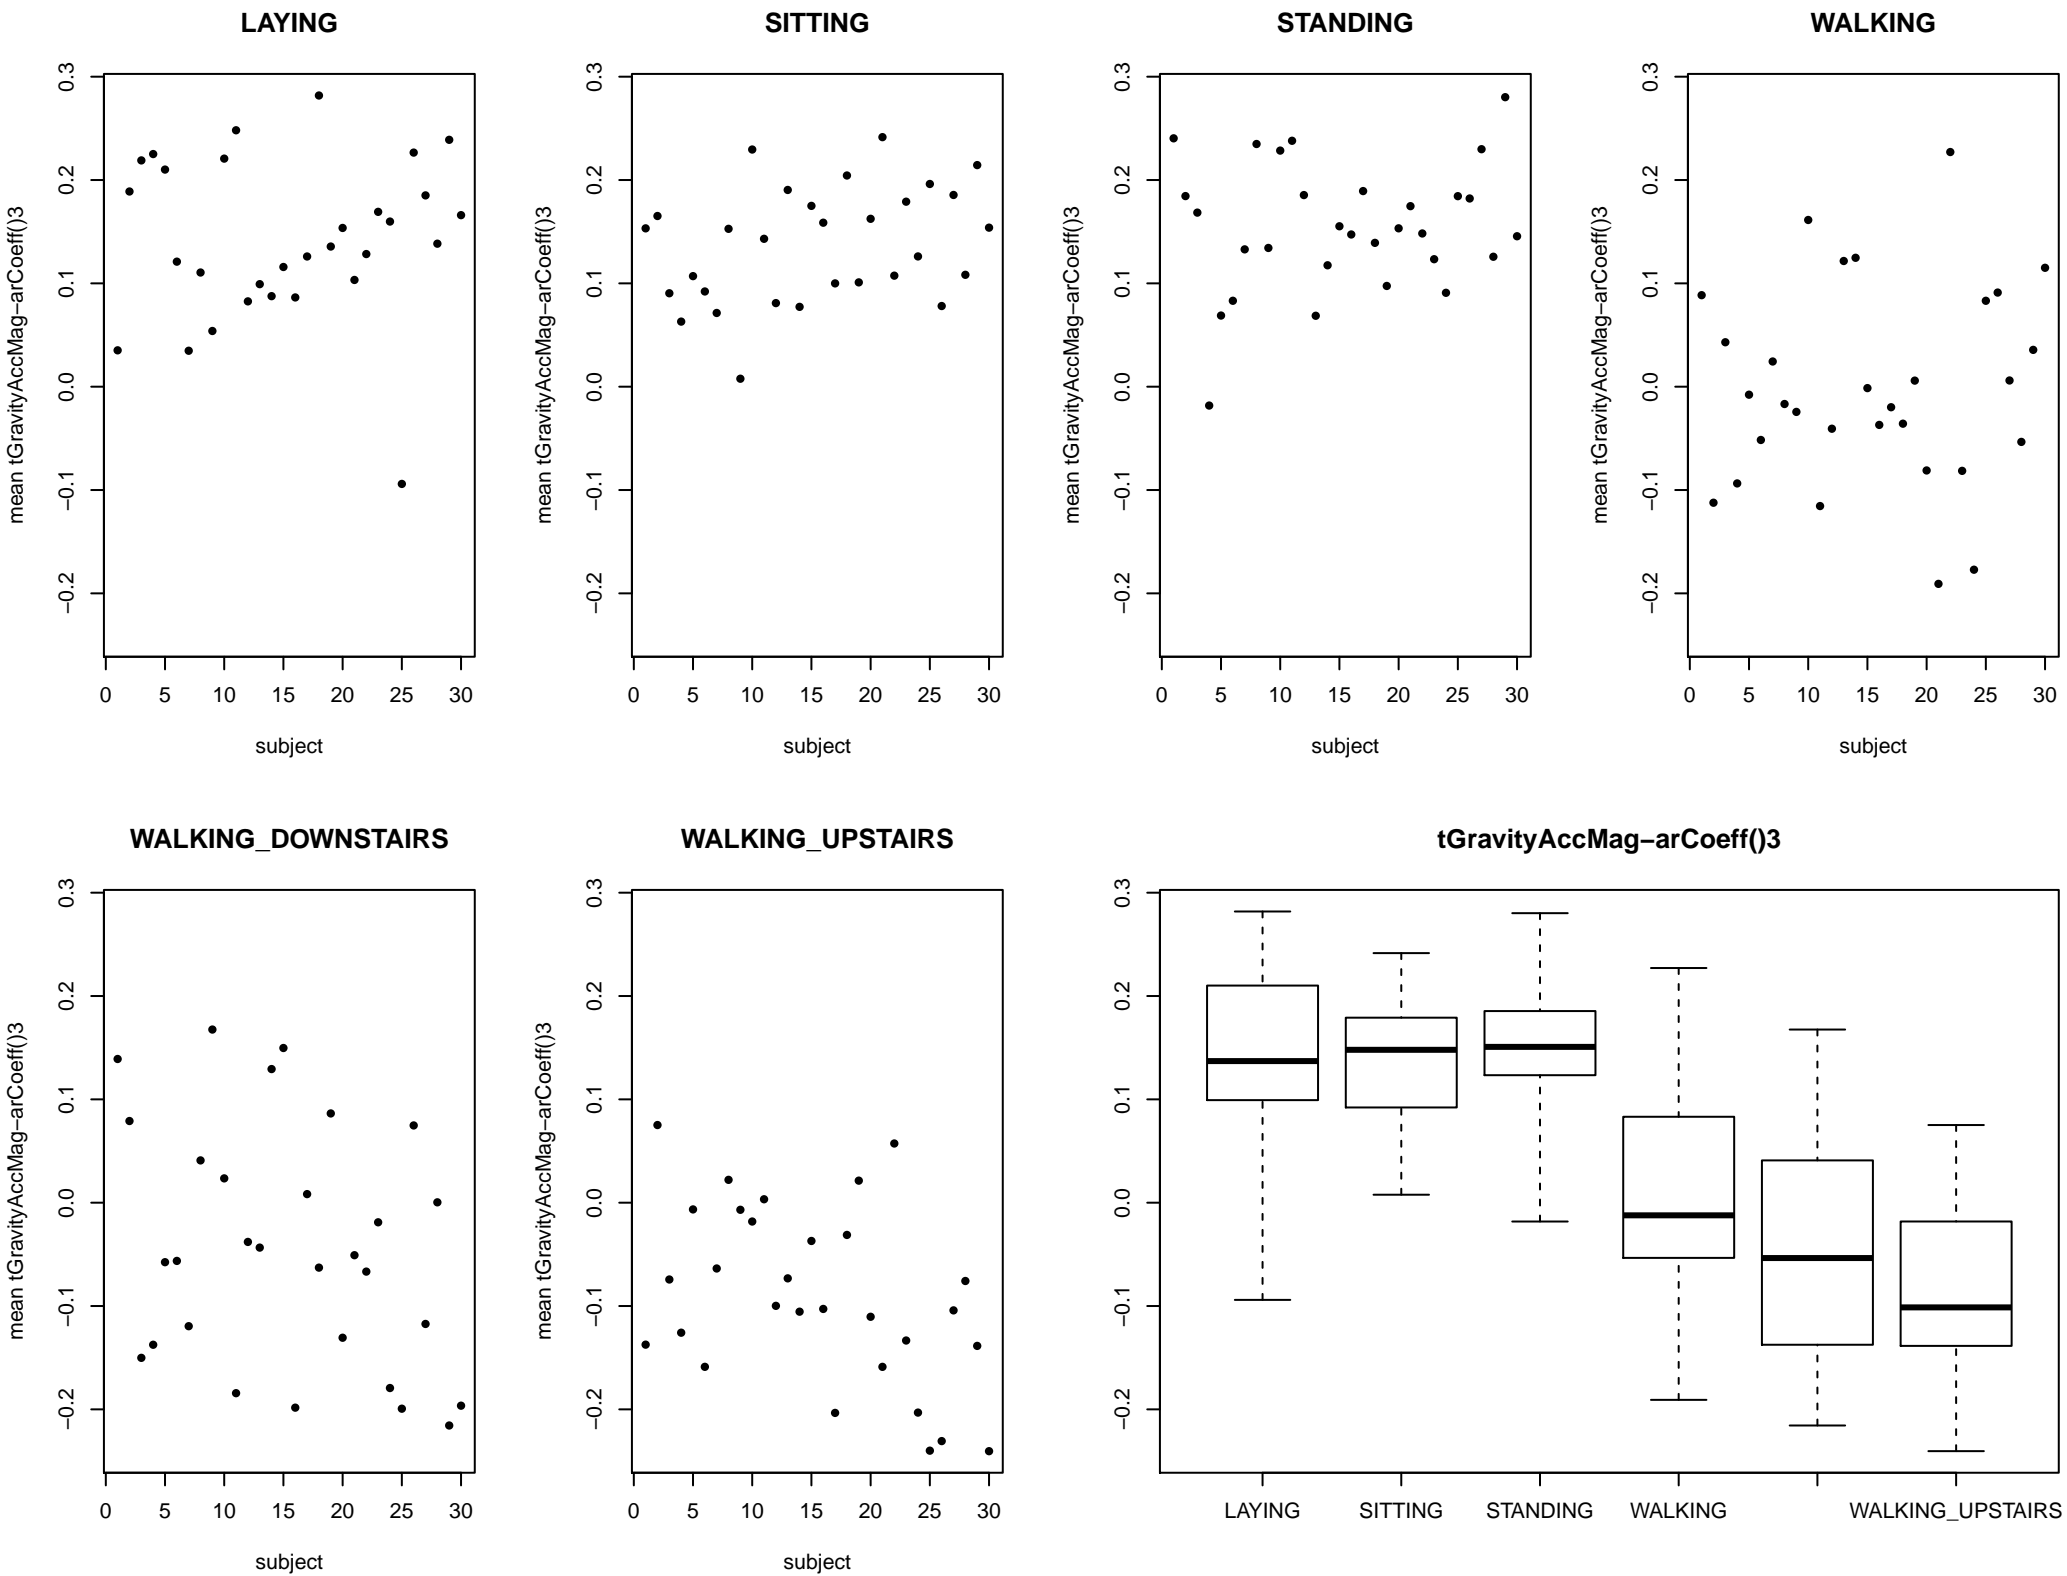 LAYING
mean tGravityAccMag−arCoeff()3
0.3
0.2
0.1
0.0
−0.1
−0.2
0 5 10 15 20 25 30
subject
SITTING
mean tGravityAccMag−arCoeff()3
0.3
0.2
0.1
0.0
−0.1
−0.2
0 5 10 15 20 25 30
subject
STANDING
mean tGravityAccMag−arCoeff()3
0.3
0.2
0.1
0.0
−0.1
−0.2
0 5 10 15 20 25 30
subject
WALKING
mean tGravityAccMag−arCoeff()3
0.3
0.2
0.1
0.0
−0.1
−0.2
0 5 10 15 20 25 30
subject
WALKING_DOWNSTAIRS
mean tGravityAccMag−arCoeff()3
0.3
0.2
0.1
0.0
−0.1
−0.2
0 5 10 15 20 25 30
subject
WALKING_UPSTAIRS
mean tGravityAccMag−arCoeff()3
0.3
0.2
0.1
0.0
−0.1
−0.2
0 5 10 15 20 25 30
subject
tGravityAccMag−arCoeff()3
0.3
0.2
0.1
0.0
−0.1
−0.2
LAYING SITTING STANDING WALKING WALKING_UPSTAIRS